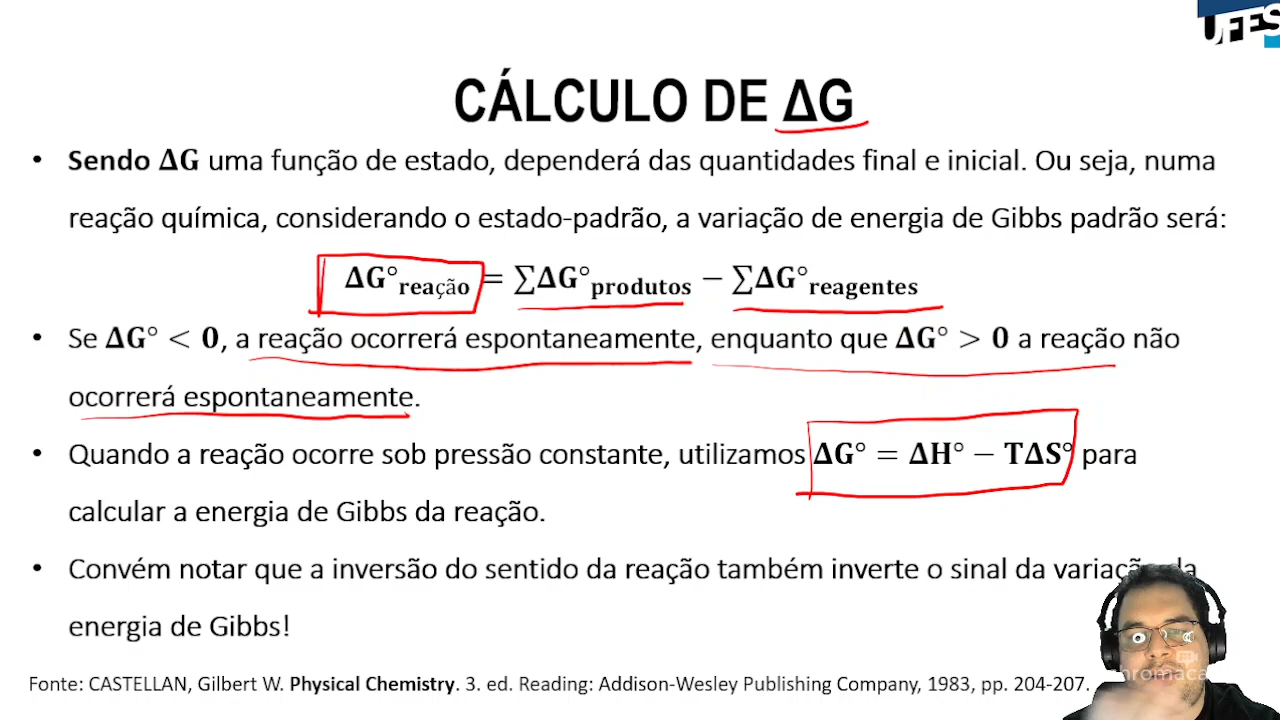 UFES
CÁLCULO DE ΔG
• Sendo ΔG uma função de estado, dependerá das quantidades final e inicial. Ou seja, numa
reação química, considerando o estado-padrão, a variação de energia de Gibbs padrão será:
ΔG°reação = ∑ΔG°produtos − ∑ΔG°reagentes
• Se ΔG° < 0, a reação ocorrerá espontaneamente, enquanto que ΔG° > 0 a reação não
ocorrerá espontaneamente.
• Quando a reação ocorre sob pressão constante, utilizamos ΔG° = ΔH° − TΔS° para
calcular a energia de Gibbs da reação.
• Convém notar que a inversão do sentido da reação também inverte o sinal da variação da
energia de Gibbs!
Fonte: CASTELLAN, Gilbert W. Physical Chemistry. 3. ed. Reading: Addison-Wesley Publishing Company, 1983, pp. 204-207.